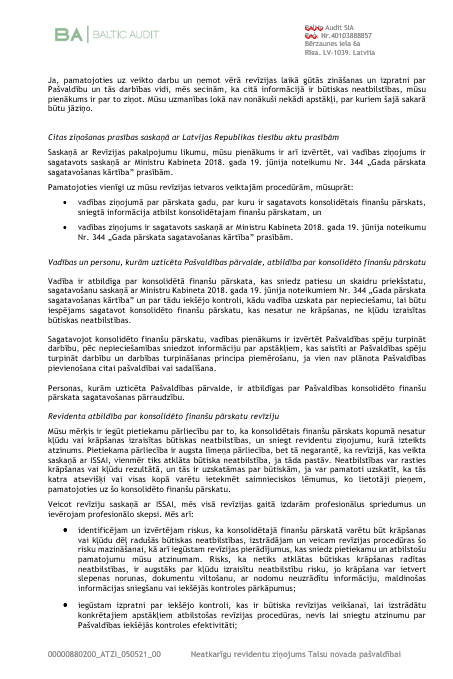 BA | BALTIC AUDIT
Baltic Audit SIA
Reģ. Nr.40103888857
Bērzaunes iela 6a
Rīga, LV-1039, Latvija
Ja, pamatojoties uz veikto darbu un ņemot vērā revīzijas laikā gūtās zināšanas un izpratni par
Pašvaldību un tās darbības vidi, mēs secinām, ka citā informācijā ir būtiskas neatbilstības, mūsu
pienākums ir par to ziņot. Mūsu uzmanības lokā nav nonākuši nekādi apstākļi, par kuriem šajā sakarā
būtu jāziņo.
Citas ziņošanas prasības saskaņā ar Latvijas Republikas tiesību aktu prasībām
Saskaņā ar Revīzijas pakalpojumu likumu, mūsu pienākums ir arī izvērtēt, vai vadības ziņojums ir
sagatavots saskaņā ar Ministru Kabineta 2018. gada 19. jūnija noteikumu Nr. 344 „Gada pārskata
sagatavošanas kārtība” prasībām.
Pamatojoties vienīgi uz mūsu revīzijas ietvaros veiktajām procedūrām, mūsuprāt:
• vadības ziņojumā par pārskata gadu, par kuru ir sagatavots konsolidētais finanšu pārskats,
sniegtā informācija atbilst konsolidētajam finanšu pārskatam, un
• vadības ziņojums ir sagatavots saskaņā ar Ministru Kabineta 2018. gada 19. jūnija noteikumu
Nr. 344 „Gada pārskata sagatavošanas kārtība” prasībām.
Vadības un personu, kurām uzticēta Pašvaldības pārvalde, atbildība par konsolidēto finanšu pārskatu
Vadība ir atbildīga par konsolidētā finanšu pārskata, kas sniedz patiesu un skaidru priekšstatu,
sagatavošanu saskaņā ar Ministru Kabineta 2018. gada 19. jūnija noteikumiem Nr. 344 „Gada pārskata
sagatavošanas kārtība” un par tādu iekšējo kontroli, kādu vadība uzskata par nepieciešamu, lai būtu
iespējams sagatavot konsolidēto finanšu pārskatu, kas nesatur ne krāpšanas, ne kļūdu izraisītas
būtiskas neatbilstības.
Sagatavojot konsolidēto finanšu pārskatu, vadības pienākums ir izvērtēt Pašvaldības spēju turpināt
darbību, pēc nepieciešamības sniedzot informāciju par apstākļiem, kas saistīti ar Pašvaldības spēju
turpināt darbību un darbības turpināšanas principa piemērošanu, ja vien nav plānota Pašvaldības
pievienošana citai pašvaldībai vai sadalīšana.
Personas, kurām uzticēta Pašvaldības pārvalde, ir atbildīgas par Pašvaldības konsolidēto finanšu
pārskata sagatavošanas pārraudzību.
Revidenta atbildība par konsolidēto finanšu pārskatu revīziju
Mūsu mērķis ir iegūt pietiekamu pārliecību par to, ka konsolidētais finanšu pārskats kopumā nesatur
kļūdu vai krāpšanas izraisītas būtiskas neatbilstības, un sniegt revidentu ziņojumu, kurā izteikts
atzinums. Pietiekama pārliecība ir augsta līmeņa pārliecība, bet tā negarantē, ka revīzijā, kas veikta
saskaņā ar ISSAI, vienmēr tiks atklāta būtiska neatbilstība, ja tāda pastāv. Neatbilstības var rasties
krāpšanas vai kļūdu rezultātā, un tās ir uzskatāmas par būtiskām, ja var pamatoti uzskatīt, ka tās
katra atsevišķi vai visas kopā varētu ietekmēt saimnieciskos lēmumus, ko lietotāji pieņem,
pamatojoties uz šo konsolidēto finanšu pārskatu.
Veicot revīziju saskaņā ar ISSAI, mēs visā revīzijas gaitā izdarām profesionālus spriedumus un
ievērojam profesionālo skepsi. Mēs arī:
• identificējam un izvērtējam riskus, ka konsolidētajā finanšu pārskatā varētu būt krāpšanas
vai kļūdu dēļ radušās būtiskas neatbilstības, izstrādājam un veicam revīzijas procedūras šo
risku mazināšanai, kā arī iegūstam revīzijas pierādījumus, kas sniedz pietiekamu un atbilstošu
pamatojumu mūsu atzinumam. Risks, ka netiks atklātas būtiskas krāpšanas radītas
neatbilstības, ir augstāks par kļūdu izraisītu neatbilstību risku, jo krāpšana var ietvert
slepenas norunas, dokumentu viltošanu, ar nodomu neuzrādītu informāciju, maldinošas
informācijas sniegšanu vai iekšējās kontroles pārkāpumus;
• iegūstam izpratni par iekšējo kontroli, kas ir būtiska revīzijas veikšanai, lai izstrādātu
konkrētajiem apstākļiem atbilstošas revīzijas procedūras, nevis lai sniegtu atzinumu par
Pašvaldības iekšējās kontroles efektivitāti;
00000880200_ATZI_050521_00 Neatkarīgu revidentu ziņojums Talsu novada pašvaldībai